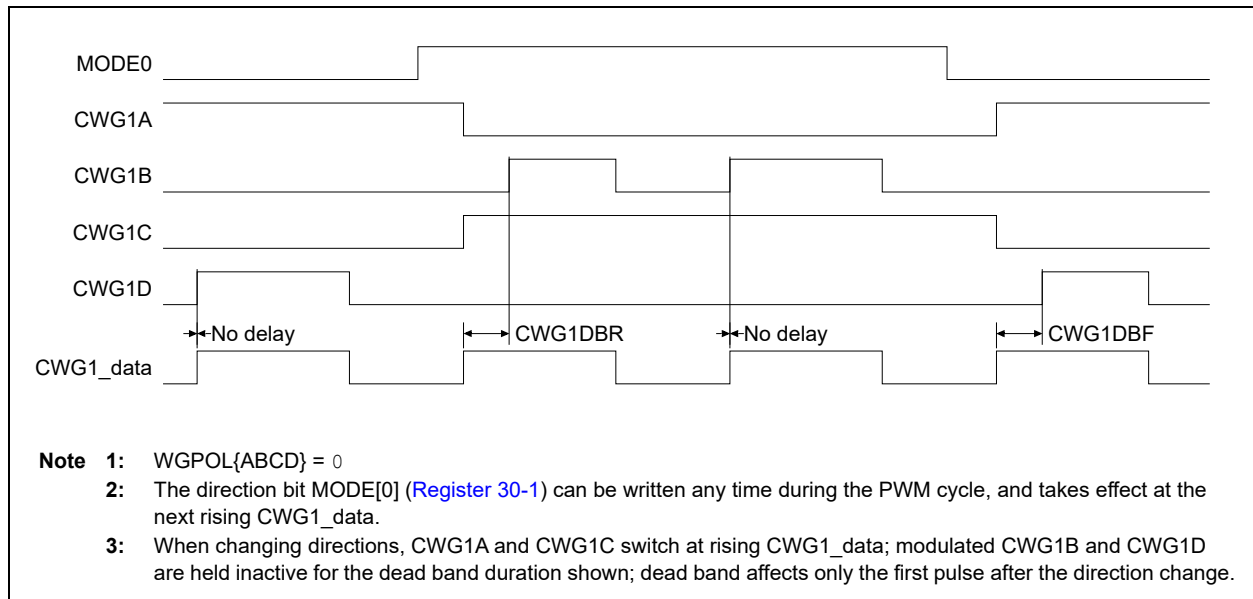 MODE0
CWG1A
CWG1B
CWG1C
CWG1D
No delay CWG1DBR No delay CWG1DBF
CWG1_data
Note 1: WGPOL{ABCD} = 0
2: The direction bit MODE[0] (Register 30-1) can be written any time during the PWM cycle, and takes effect at the
next rising CWG1_data.
3: When changing directions, CWG1A and CWG1C switch at rising CWG1_data; modulated CWG1B and CWG1D
are held inactive for the dead band duration shown; dead band affects only the first pulse after the direction change.